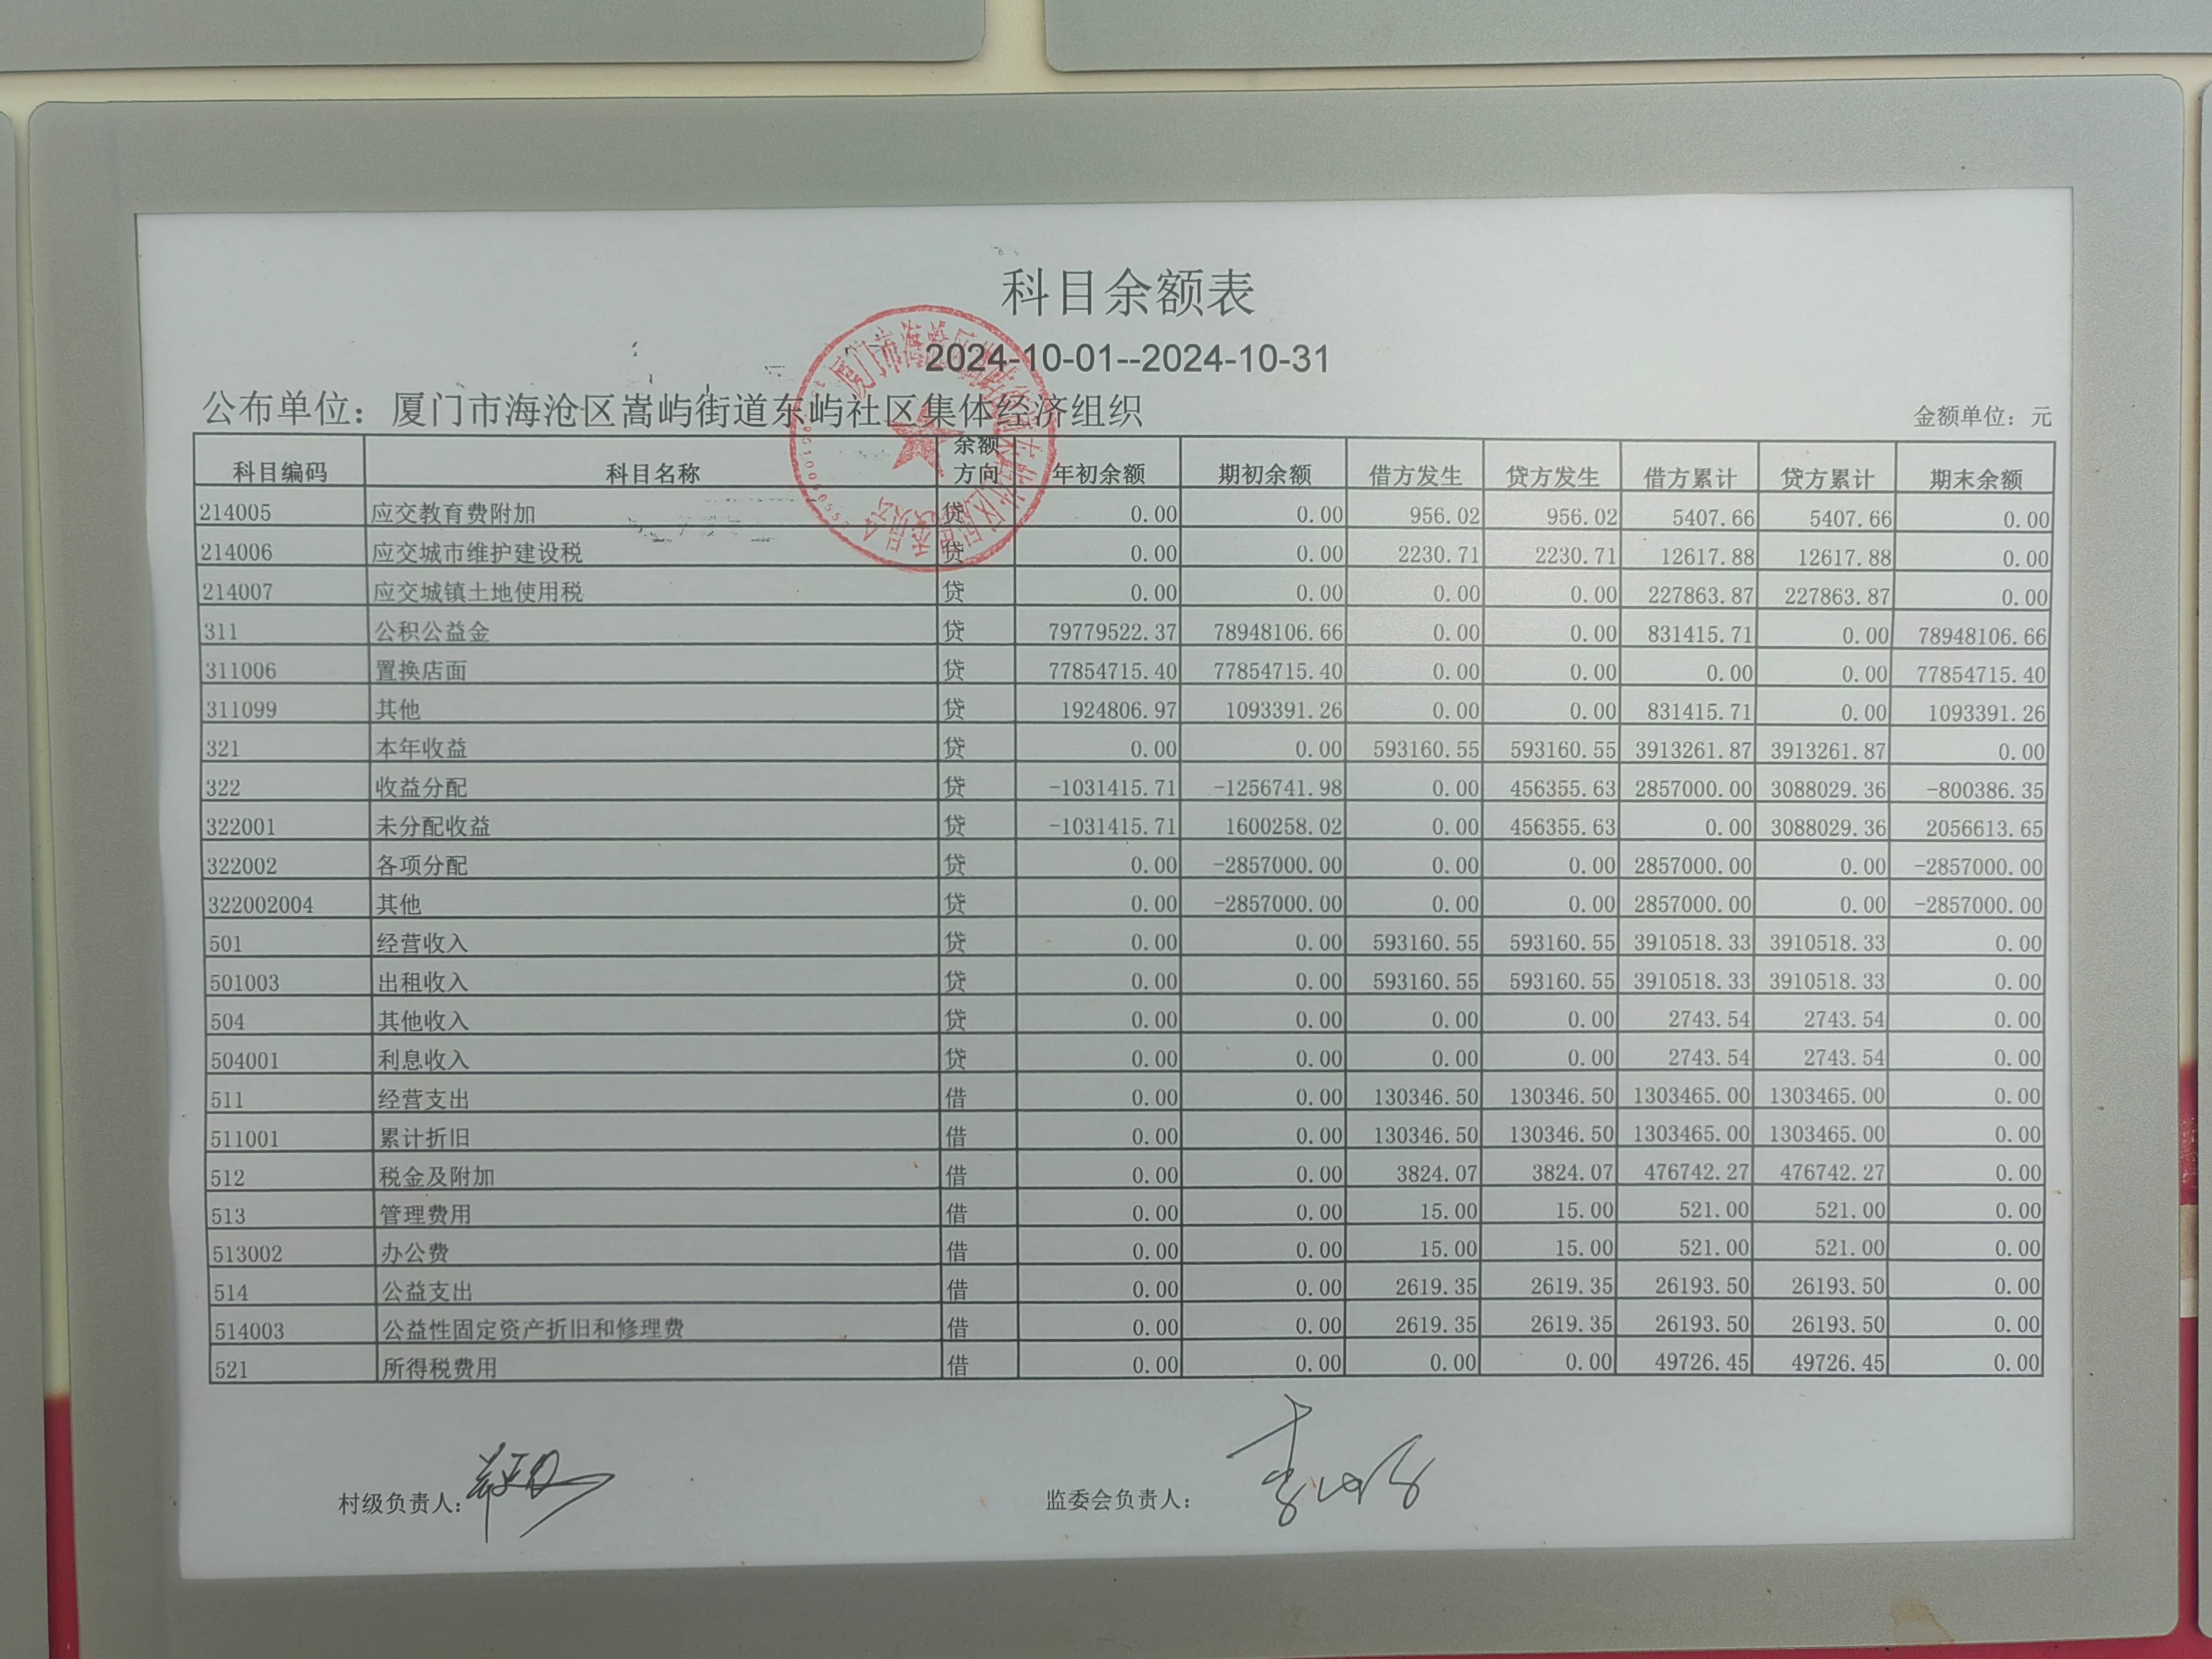 科目余额表
2024-10-01--2024-10-31
公布单位：厦门市海沧区嵩屿街道东屿社区集体经济组织 金额单位：元
科目编码 科目名称 余额方向 年初余额 期初余额 借方发生 贷方发生 借方累计 贷方累计 期末余额
214005 应交教育费附加 贷 0.00 0.00 956.02 956.02 5407.66 5407.66 0.00
214006 应交城市维护建设税 贷 0.00 0.00 2230.71 2230.71 12617.88 12617.88 0.00
214007 应交城镇土地使用税 贷 0.00 0.00 0.00 0.00 227863.87 227863.87 0.00
311 公积公益金 贷 79779522.37 78948106.66 0.00 0.00 831415.71 0.00 78948106.66
311006 置换店面 贷 77854715.40 77854715.40 0.00 0.00 0.00 0.00 77854715.40
311099 其他 贷 1924806.97 1093391.26 0.00 0.00 831415.71 0.00 1093391.26
321 本年收益 贷 0.00 0.00 593160.55 593160.55 3913261.87 3913261.87 0.00
322 收益分配 贷 -1031415.71 -1256741.98 0.00 456355.63 2857000.00 3088029.36 -800386.35
322001 未分配收益 贷 -1031415.71 1600258.02 0.00 456355.63 0.00 3088029.36 2056613.65
322002 各项分配 贷 0.00 -2857000.00 0.00 0.00 2857000.00 0.00 -2857000.00
322002004 其他 贷 0.00 -2857000.00 0.00 0.00 2857000.00 0.00 -2857000.00
501 经营收入 贷 0.00 0.00 593160.55 593160.55 3910518.33 3910518.33 0.00
501003 出租收入 贷 0.00 0.00 593160.55 593160.55 3910518.33 3910518.33 0.00
504 其他收入 贷 0.00 0.00 0.00 0.00 2743.54 2743.54 0.00
504001 利息收入 贷 0.00 0.00 0.00 0.00 2743.54 2743.54 0.00
511 经营支出 借 0.00 0.00 130346.50 130346.50 1303465.00 1303465.00 0.00
511001 累计折旧 借 0.00 0.00 130346.50 130346.50 1303465.00 1303465.00 0.00
512 税金及附加 借 0.00 0.00 3824.07 3824.07 476742.27 476742.27 0.00
513 管理费用 借 0.00 0.00 15.00 15.00 521.00 521.00 0.00
513002 办公费 借 0.00 0.00 15.00 15.00 521.00 521.00 0.00
514 公益支出 借 0.00 0.00 2619.35 2619.35 26193.50 26193.50 0.00
514003 公益性固定资产折旧和修理费 借 0.00 0.00 2619.35 2619.35 26193.50 26193.50 0.00
521 所得税费用 借 0.00 0.00 0.00 0.00 49726.45 49726.45 0.00
村级负责人： 监委会负责人：